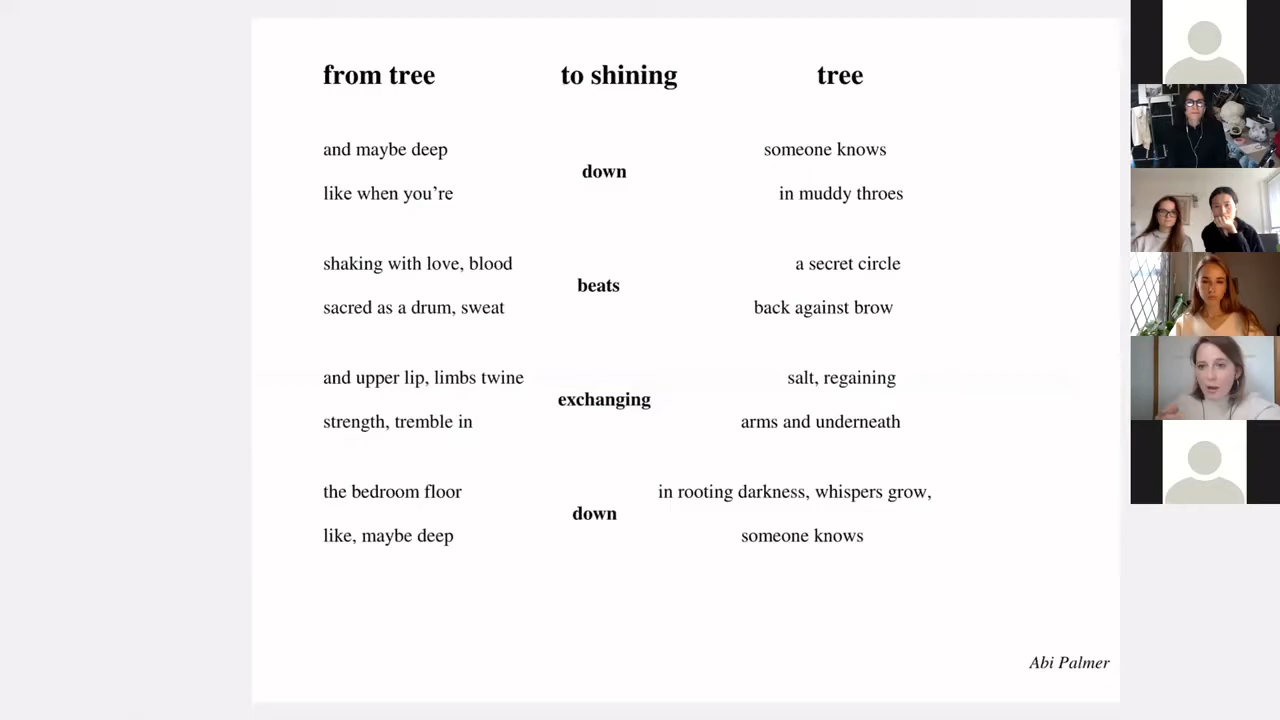 from tree to shining tree
and maybe deep someone knows
down
like when you’re in muddy throes
shaking with love, blood a secret circle
beats
sacred as a drum, sweat back against brow
and upper lip, limbs twine salt, regaining
exchanging
strength, tremble in arms and underneath
the bedroom floor in rooting darkness, whispers grow,
down
like, maybe deep someone knows
Abi Palmer